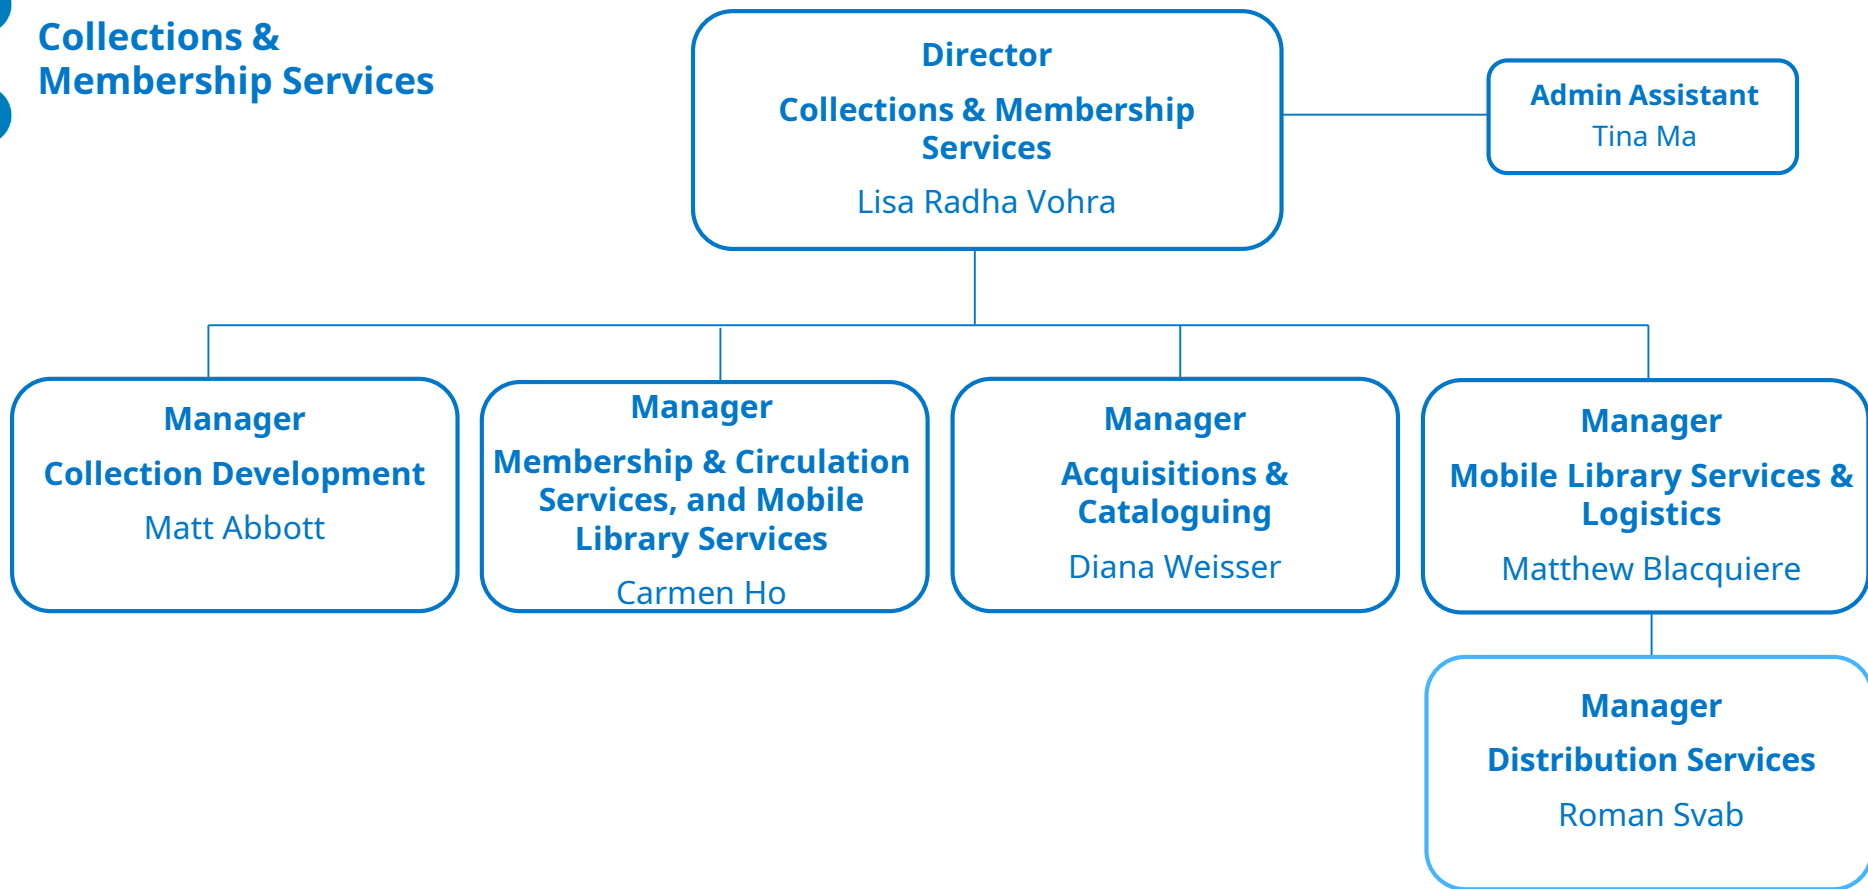 Collections &
Membership Services
Director
Collections & Membership
Services
Lisa Radha Vohra
Admin Assistant
Tina Ma
Manager
Collection Development
Matt Abbott
Manager
Membership & Circulation
Services, and Mobile
Library Services
Carmen Ho
Manager
Acquisitions &
Cataloguing
Diana Weisser
Manager
Mobile Library Services &
Logistics
Matthew Blacquiere
Manager
Distribution Services
Roman Svab